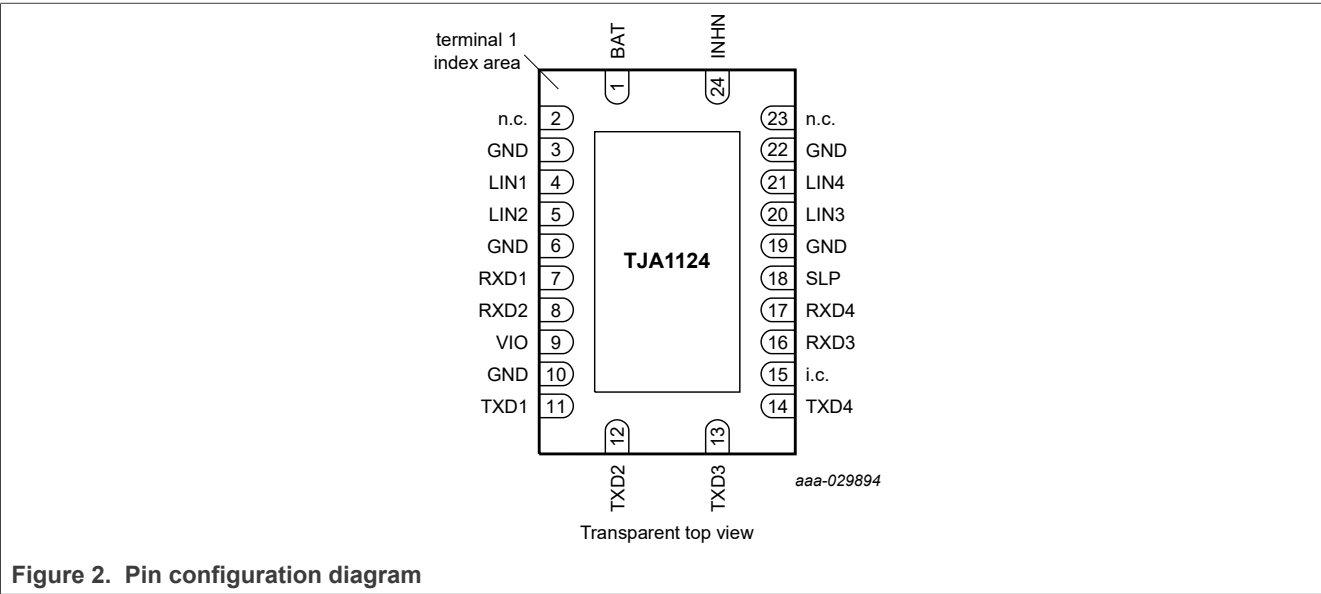 terminal 1
index area
BAT
INHN
1
24
n.c. 2
23 n.c.
GND 3
22 GND
LIN1 4
21 LIN4
LIN2 5
20 LIN3
GND 6
19 GND
TJA1124
RXD1 7
18 SLP
RXD2 8
17 RXD4
VIO 9
16 RXD3
GND 10
15 i.c.
TXD1 11
14 TXD4
12
13
TXD2
TXD3
aaa-029894
Transparent top view
Figure 2. Pin configuration diagram